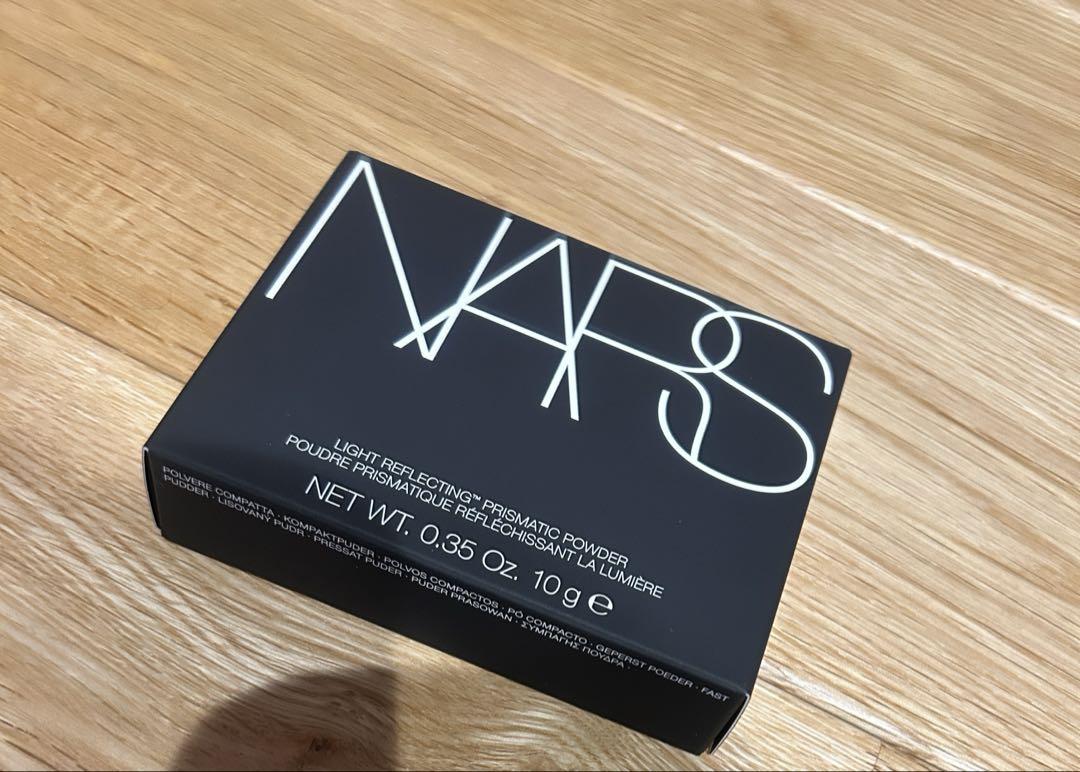 NARS
LIGHT REFLECTING™ PRISMATIC POWDER
POUDRE PRISMATIQUE RÉFLÉCHISSANT LA LUMIÈRE
NET WT. 0.35 Oz. 10 g ℮
POLVERE COMPATTA · KOMPAKTPUDER · POLVOS COMPACTOS · PÓ COMPACTO · GEPERST POEDER · FAST
PUDDER · LISOVANÝ PUDR · PRESSAT PUDER · PUDER PRASOWANY · ΣΥΜΠΑΓΗΣ ΠΟΥΔΡΑ ·